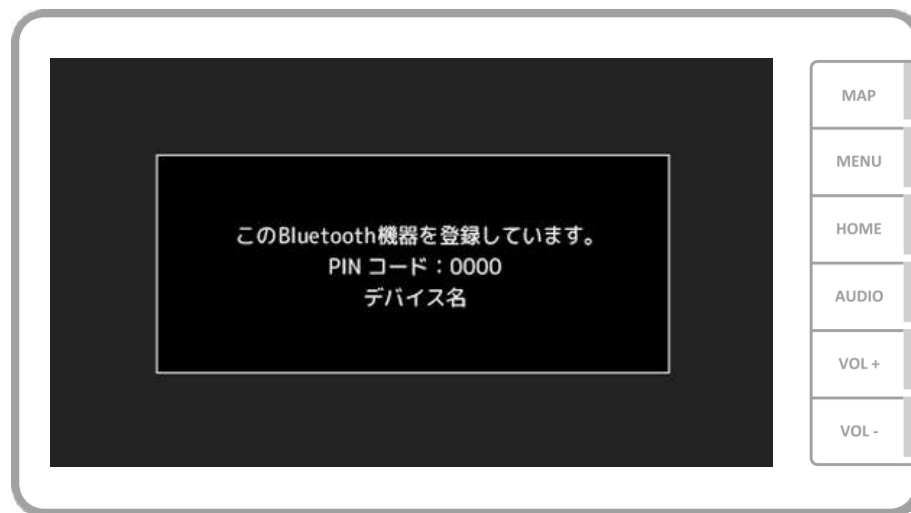 このBluetooth機器を登録しています。
PIN コード：0000
デバイス名
MAP
MENU
HOME
AUDIO
VOL +
VOL -